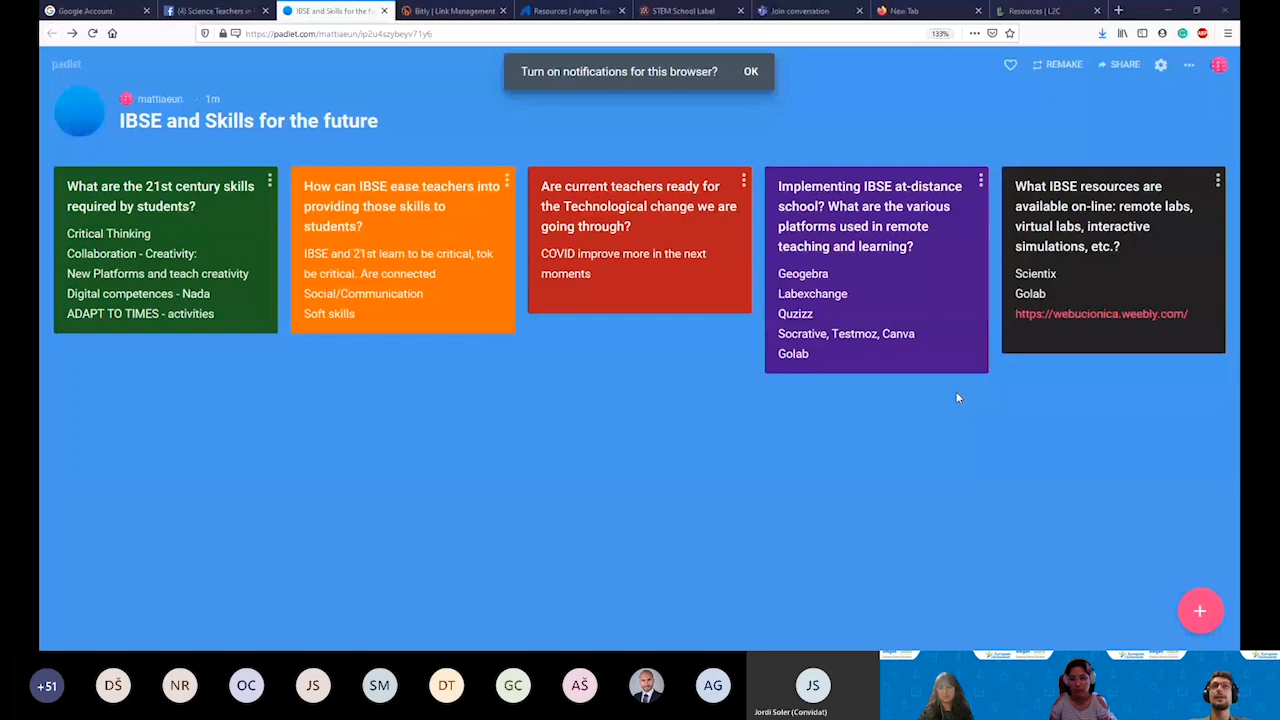 Google Account
(4) Science Teachers in
IBSE and Skills for the fu
Bitly | Link Management
Resources | Amgen Tea
STEM School Label
Join conversation
New Tab
Resources | L2C
https://padlet.com/mattiaeun/ip2u4szybeyv71y6
133%
padlet
Turn on notifications for this browser?
OK
REMAKE
SHARE
mattiaeun · 1m
IBSE and Skills for the future
What are the 21st century skills
required by students?
Critical Thinking
Collaboration - Creativity:
New Platforms and teach creativity
Digital competences - Nada
ADAPT TO TIMES - activities
How can IBSE ease teachers into
providing those skills to
students?
IBSE and 21st learn to be critical, tok
be critical. Are connected
Social/Communication
Soft skills
Are current teachers ready for
the Technological change we are
going through?
COVID improve more in the next
moments
Implementing IBSE at-distance
school? What are the various
platforms used in remote
teaching and learning?
Geogebra
Labexchange
Quzizz
Socrative, Testmoz, Canva
Golab
What IBSE resources are
available on-line: remote labs,
virtual labs, interactive
simulations, etc.?
Scientix
Golab
https://webucionica.weebly.com/
+
+51
DŠ
NR
OC
JS
SM
DT
GC
AŠ
AG
JS
Jordi Soler (Convidat)